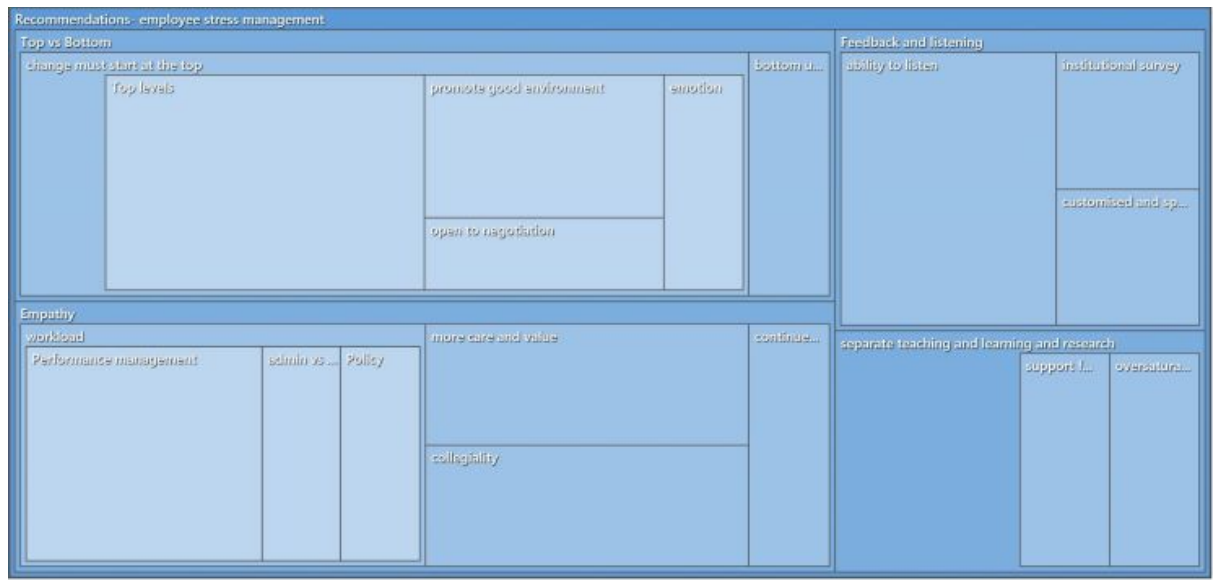 Recommendations- employee stress management
Top vs Bottom
change must start at the top
Top levels
promote good environment
emotion
open to negotiation
bottom u...
Feedback and listening
ability to listen
institutional survey
customised and sp...
Empathy
workload
Performance management
admin vs ...
Policy
more care and value
collegiality
continue...
separate teaching and learning and research
support f...
oversatura...